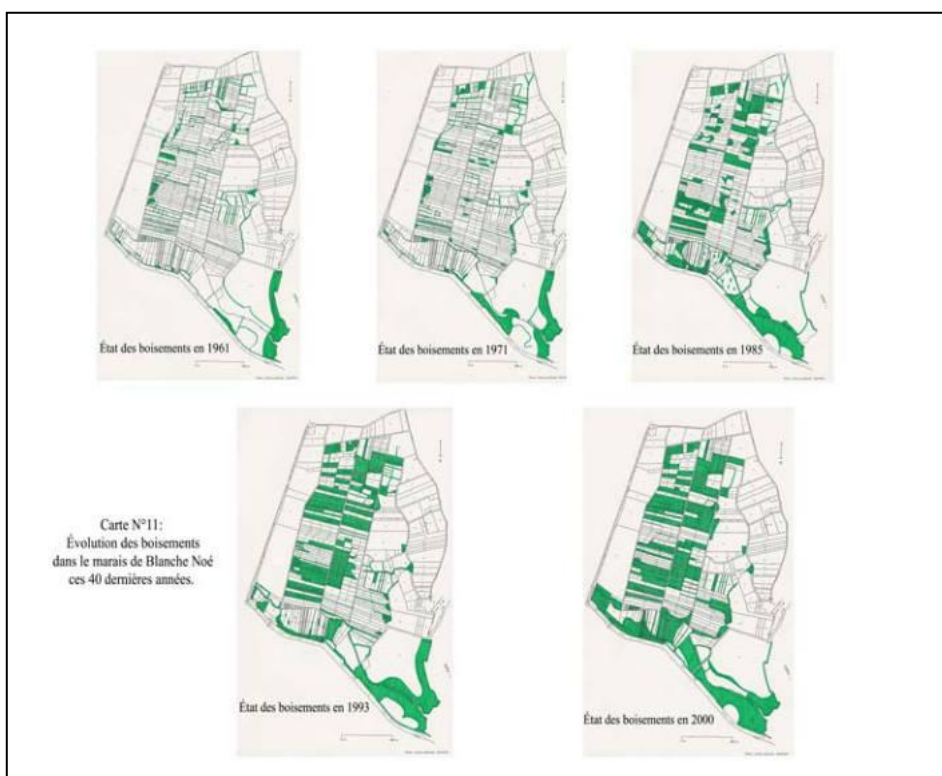 État des boisements en 1961
État des boisements en 1971
État des boisements en 1985
Carte N°11:
Évolution des boisements
dans le marais de Blanche Noé
ces 40 dernières années.
État des boisements en 1993
État des boisements en 2000